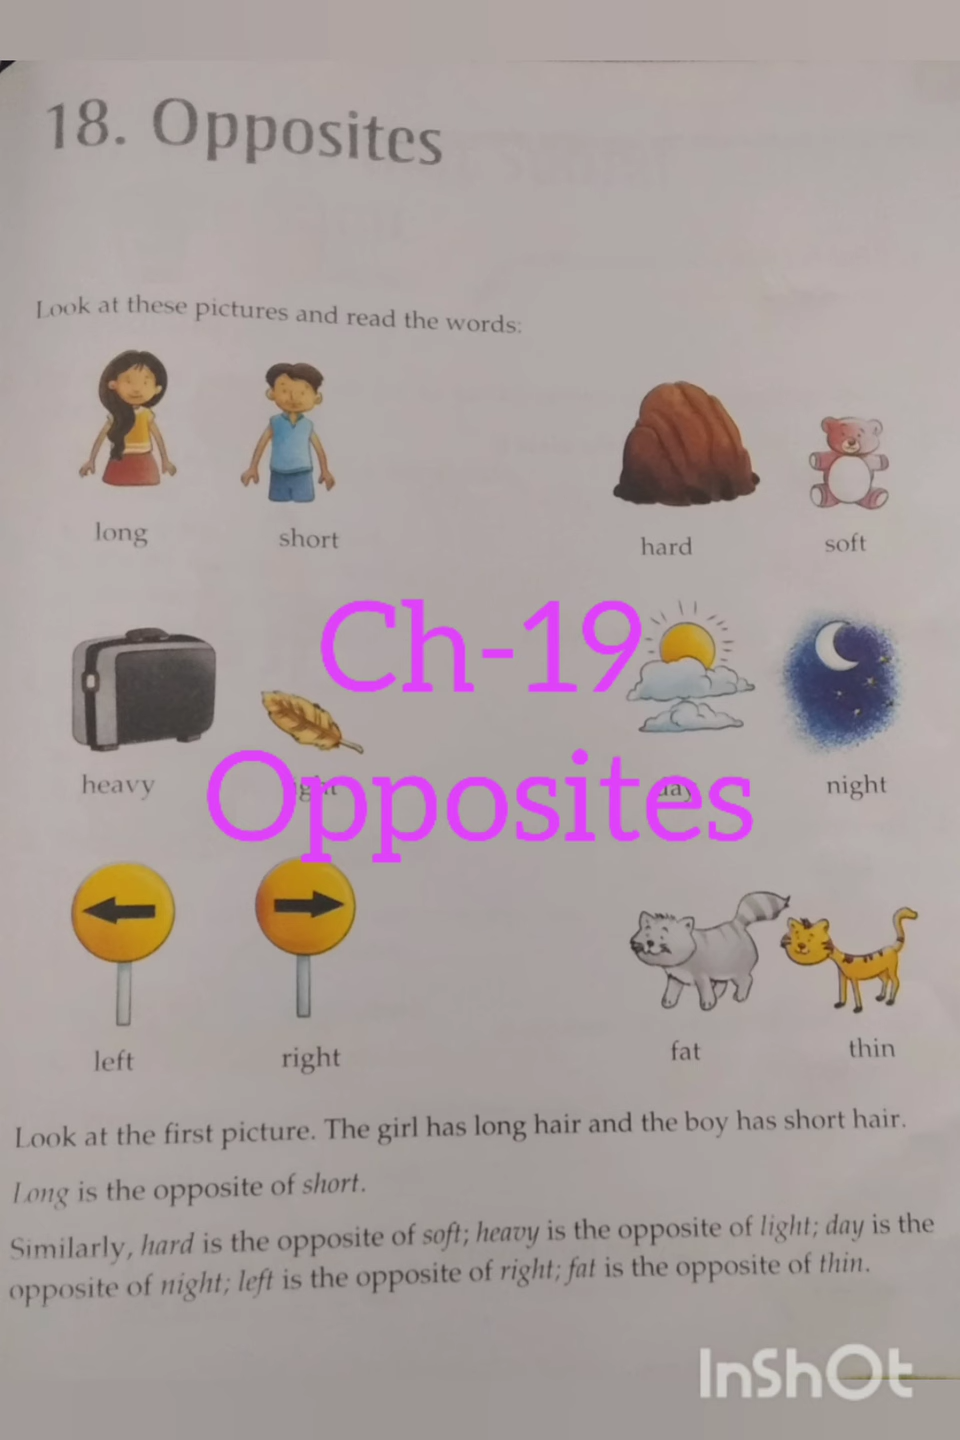 18. Opposites
Look at these pictures and read the words:
long short hard soft
Ch-19
heavy day night
Opposites
left right fat thin
Look at the first picture. The girl has long hair and the boy has short hair.
Long is the opposite of short.
Similarly, hard is the opposite of soft; heavy is the opposite of light; day is the
opposite of night; left is the opposite of right; fat is the opposite of thin.
InShOt